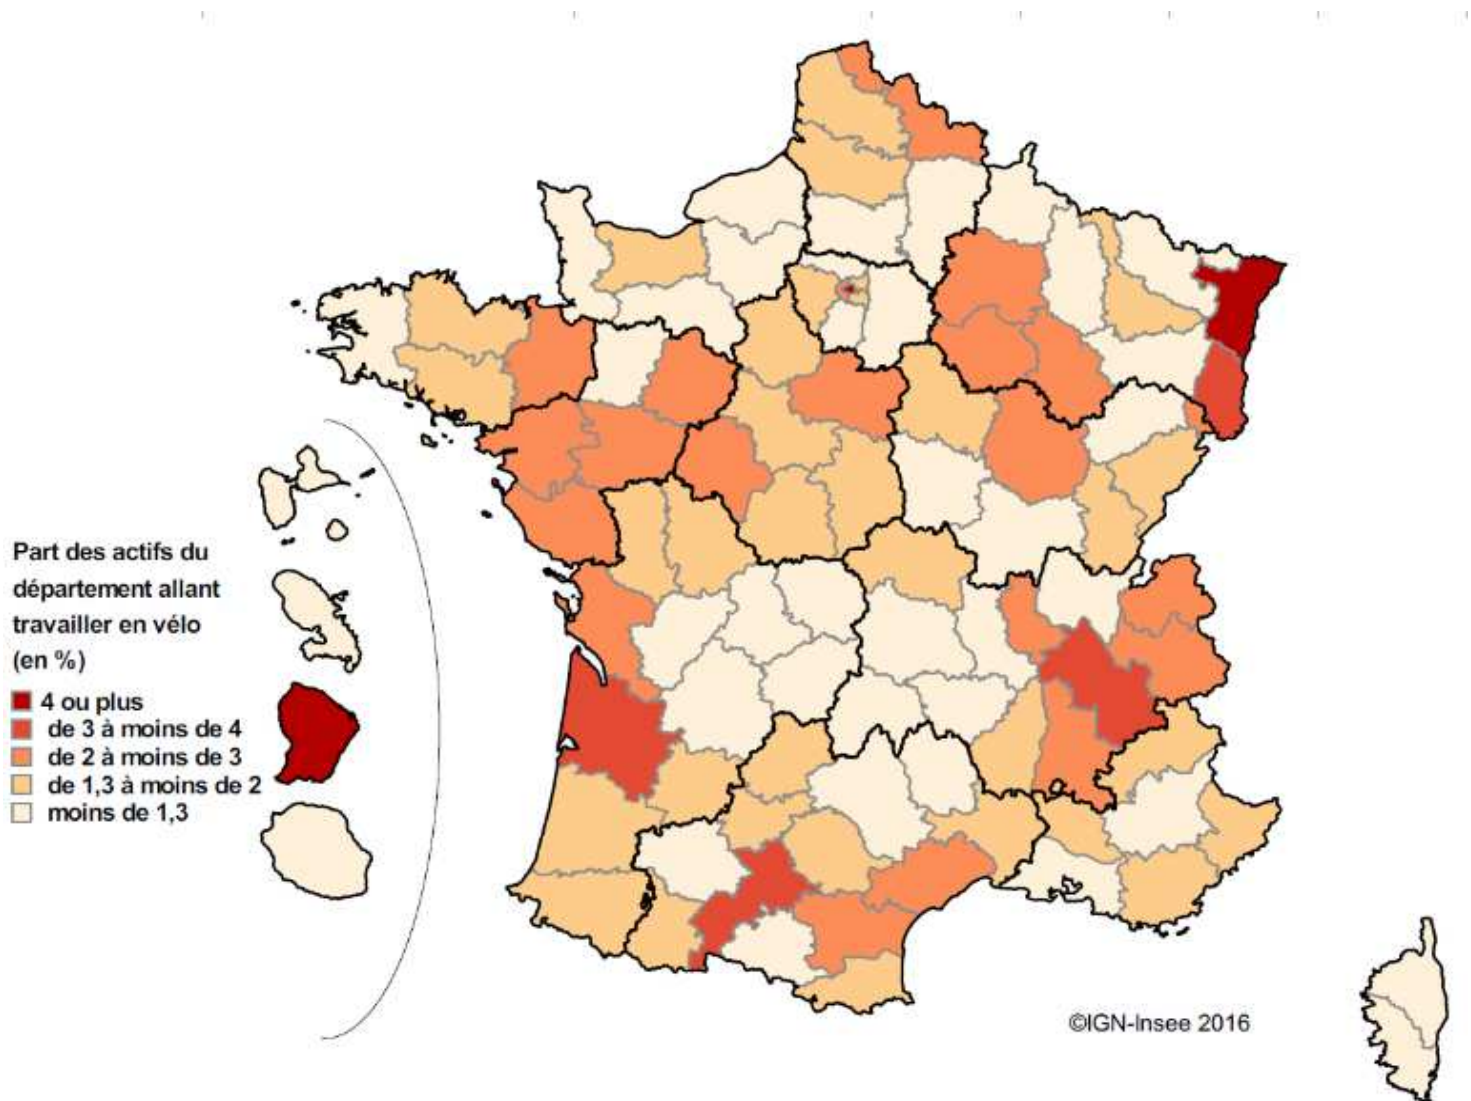 Part des actifs du
département allant
travailler en vélo
(en %)
4 ou plus
de 3 à moins de 4
de 2 à moins de 3
de 1,3 à moins de 2
moins de 1,3
©IGN-Insee 2016